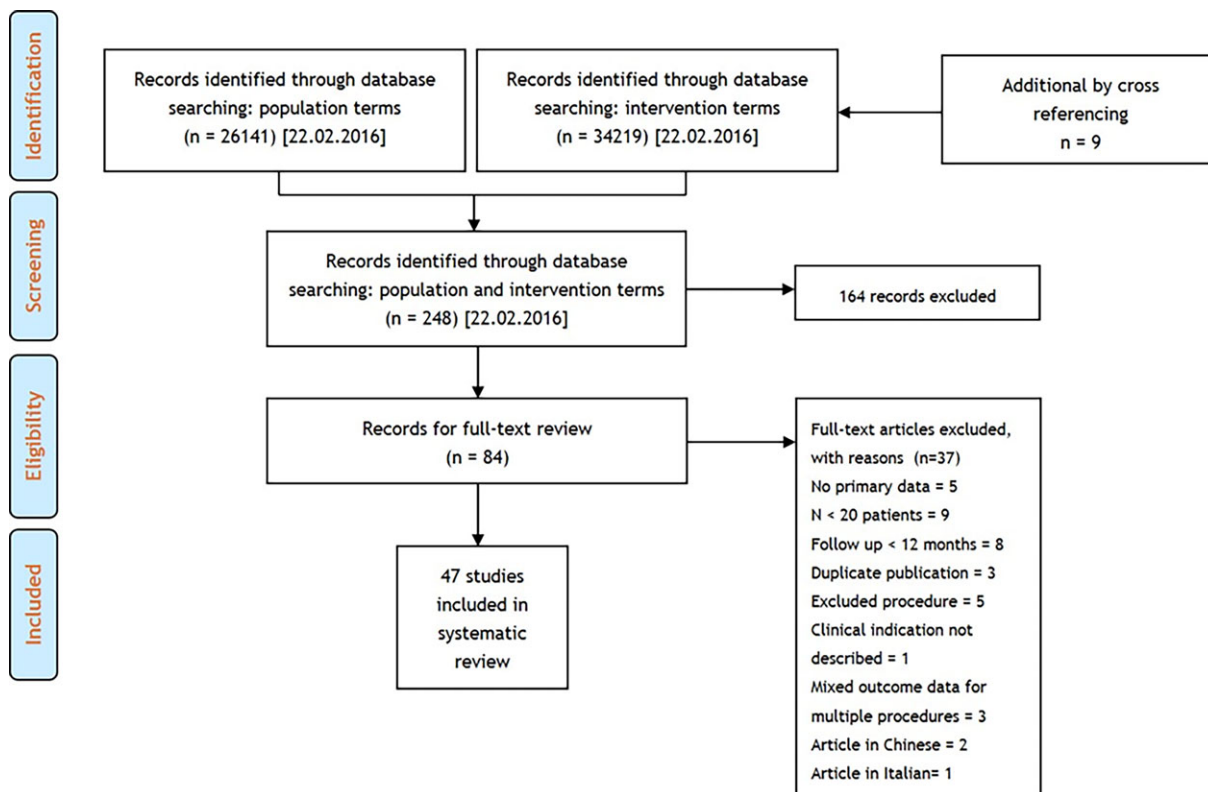 Identification
Records identified through database
searching: population terms
(n = 26141) [22.02.2016]
Records identified through database
searching: intervention terms
(n = 34219) [22.02.2016]
Additional by cross
referencing
n = 9
Screening
Records identified through database
searching: population and intervention terms
(n = 248) [22.02.2016]
164 records excluded
Eligibility
Records for full-text review
(n = 84)
Full-text articles excluded,
with reasons (n=37)
No primary data = 5
N < 20 patients = 9
Follow up < 12 months = 8
Duplicate publication = 3
Excluded procedure = 5
Clinical indication not
described = 1
Mixed outcome data for
multiple procedures = 3
Article in Chinese = 2
Article in Italian= 1
Included
47 studies
included in
systematic
review